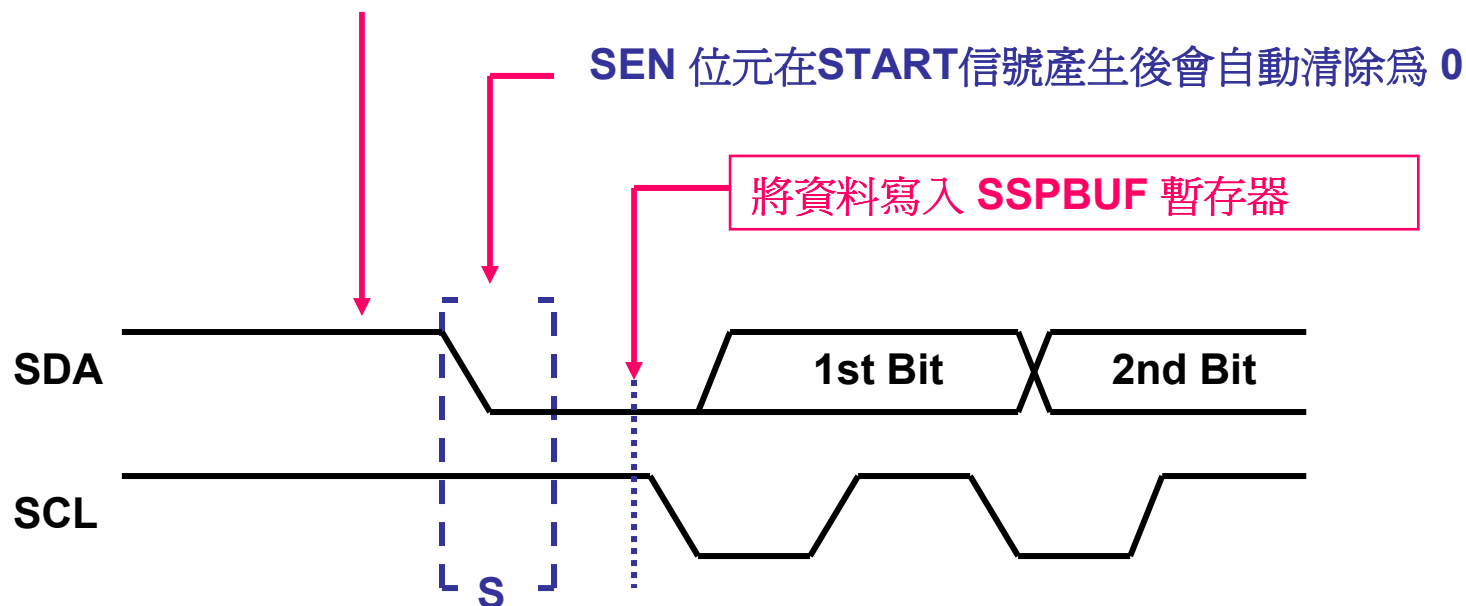 SEN 位元在START信號產生後會自動清除爲 0
將資料寫入 SSPBUF 暫存器
SDA
1st Bit
2nd Bit
SCL
S